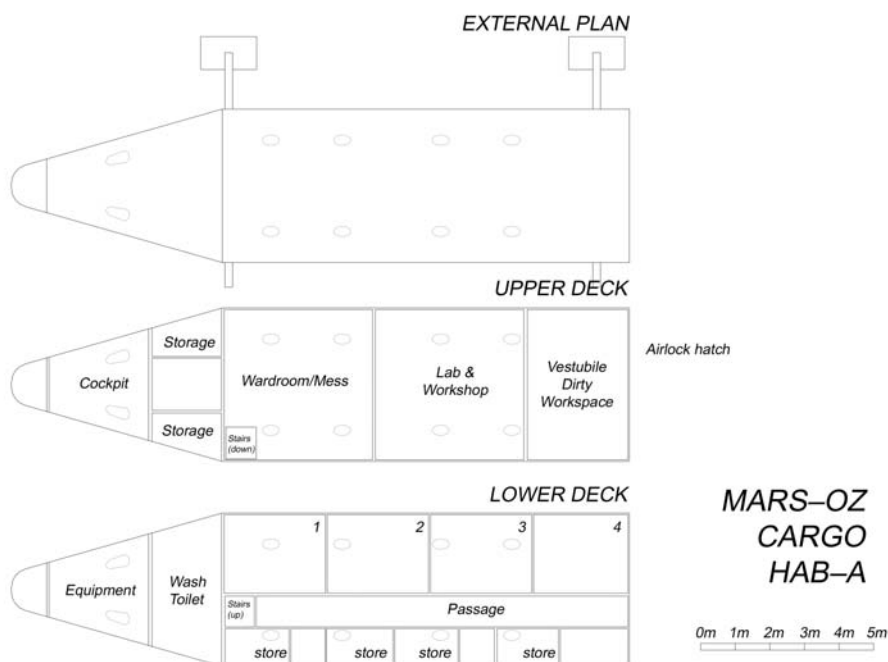 EXTERNAL PLAN
UPPER DECK
Storage
Cockpit
Wardroom/Mess
Lab &
Workshop
Vestubile
Dirty
Workspace
Airlock hatch
Storage
Stairs
(down)
LOWER DECK
1
2
3
4
Equipment
Wash
Toilet
Stairs
(up)
Passage
store
store
store
store
MARS–OZ
CARGO
HAB–A
0m 1m 2m 3m 4m 5m